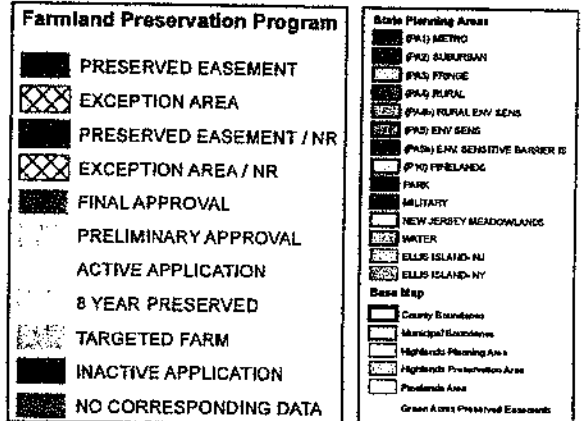 Farmland Preservation Program
PRESERVED EASEMENT
EXCEPTION AREA
PRESERVED EASEMENT / NR
EXCEPTION AREA / NR
FINAL APPROVAL
PRELIMINARY APPROVAL
ACTIVE APPLICATION
8 YEAR PRESERVED
TARGETED FARM
INACTIVE APPLICATION
NO CORRESPONDING DATA
State Planning Areas
(PA1) METRO
(PA2) SUBURBAN
(PA3) FRINGE
(PA4) RURAL
(PA4b) RURAL ENV SENS
(PA5) ENV SENS
(PA5b) ENV. SENSITIVE BARRIER IS
(P10) PINELANDS
PARK
MILITARY
NEW JERSEY MEADOWLANDS
WATER
ELLIS ISLAND- NJ
ELLIS ISLAND- NY
Base Map
County Boundaries
Municipal Boundaries
Highlands Planning Area
Highlands Preservation Area
Pinelands Area
Green Acres Preserved Easements